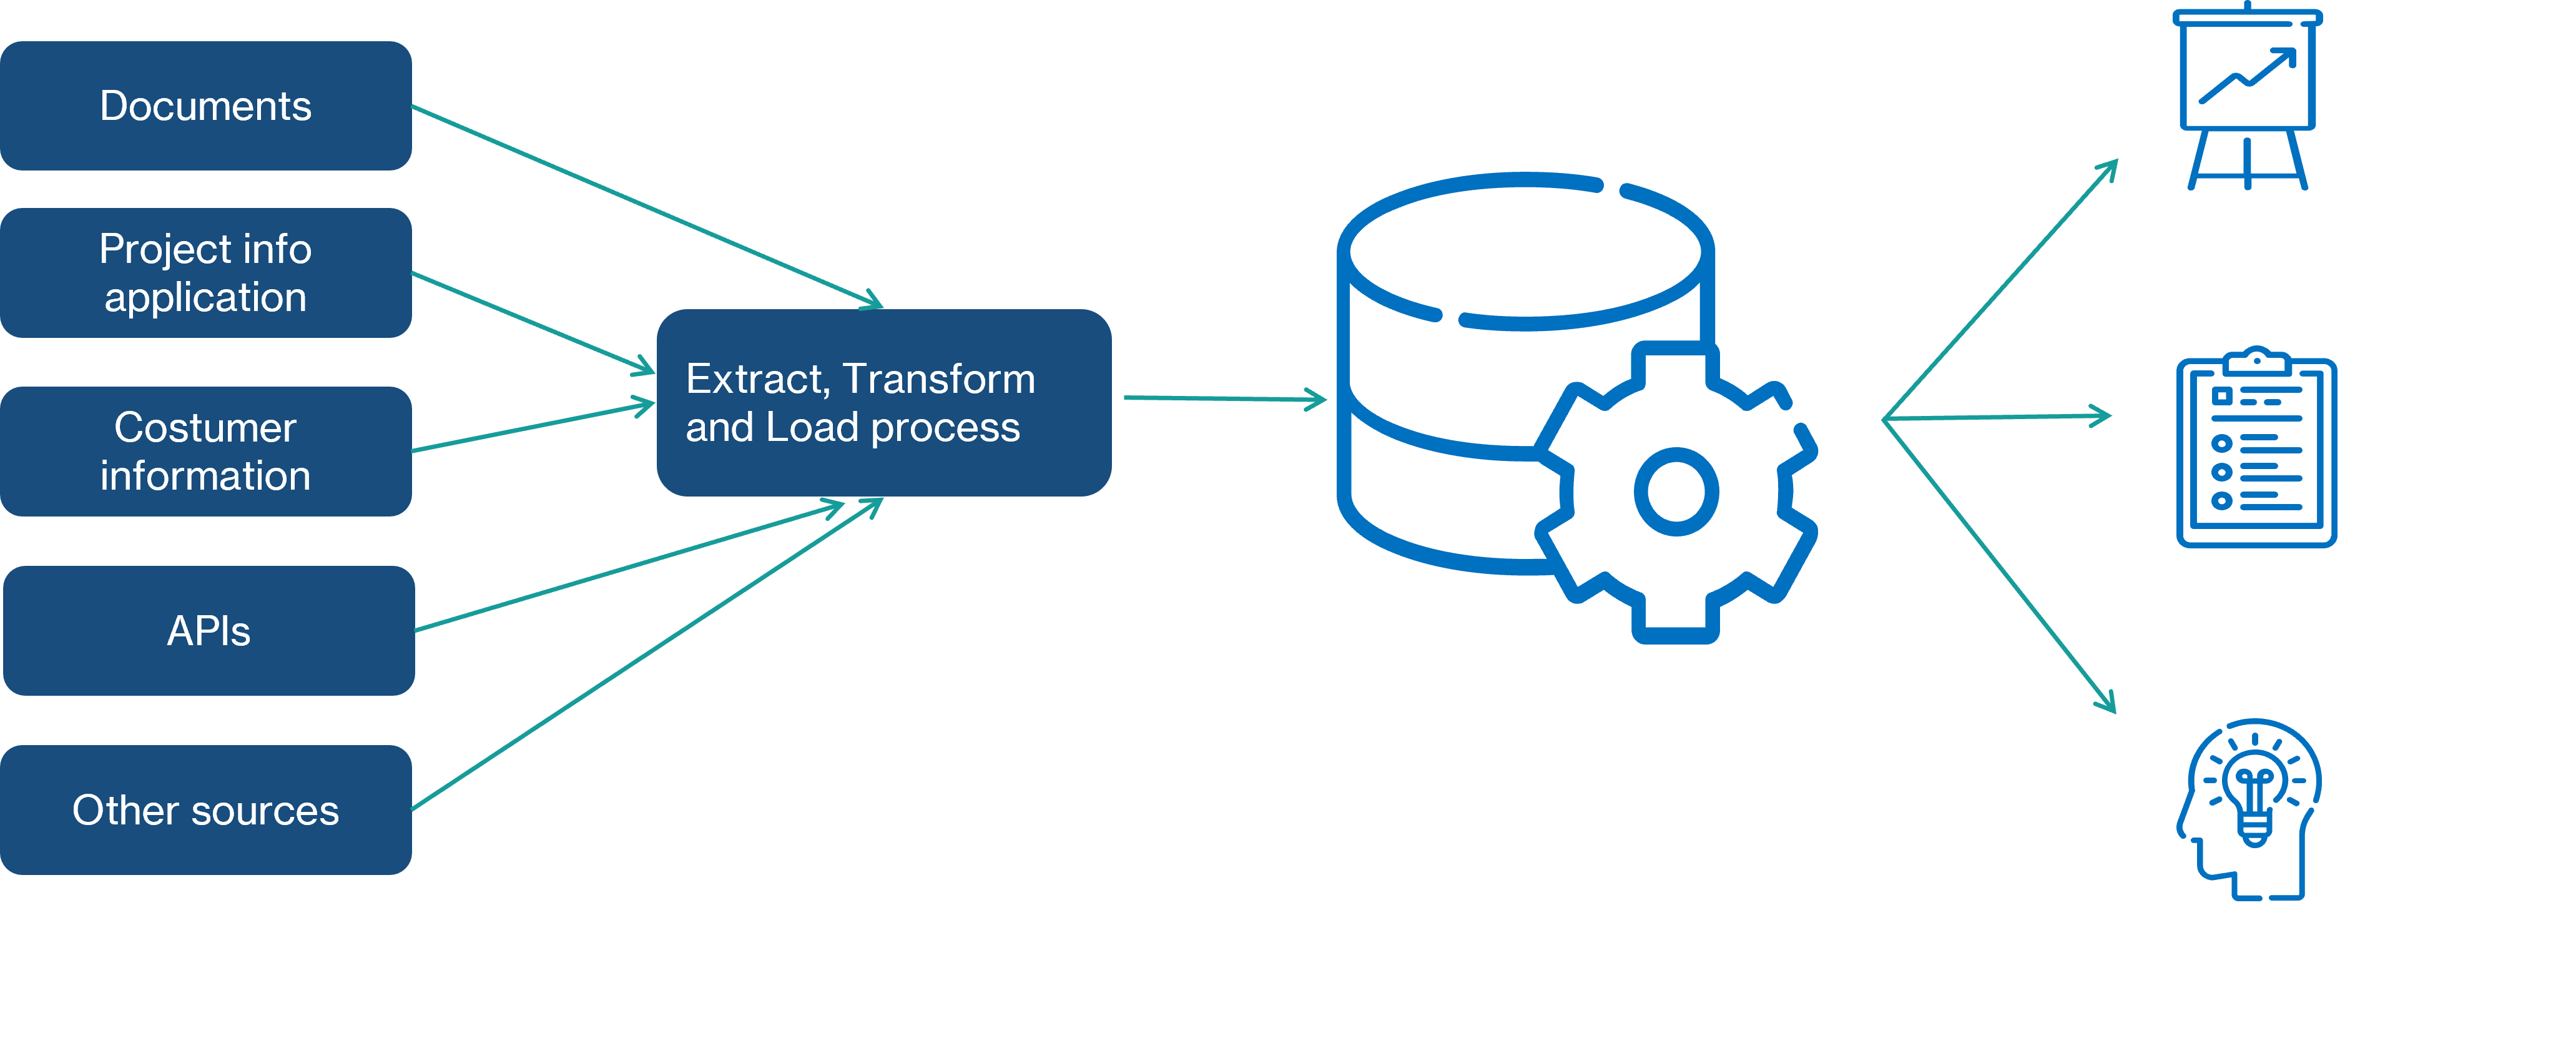 Documents
Project info
application
Costumer
information
APIs
Other sources
Extract, Transform
and Load process